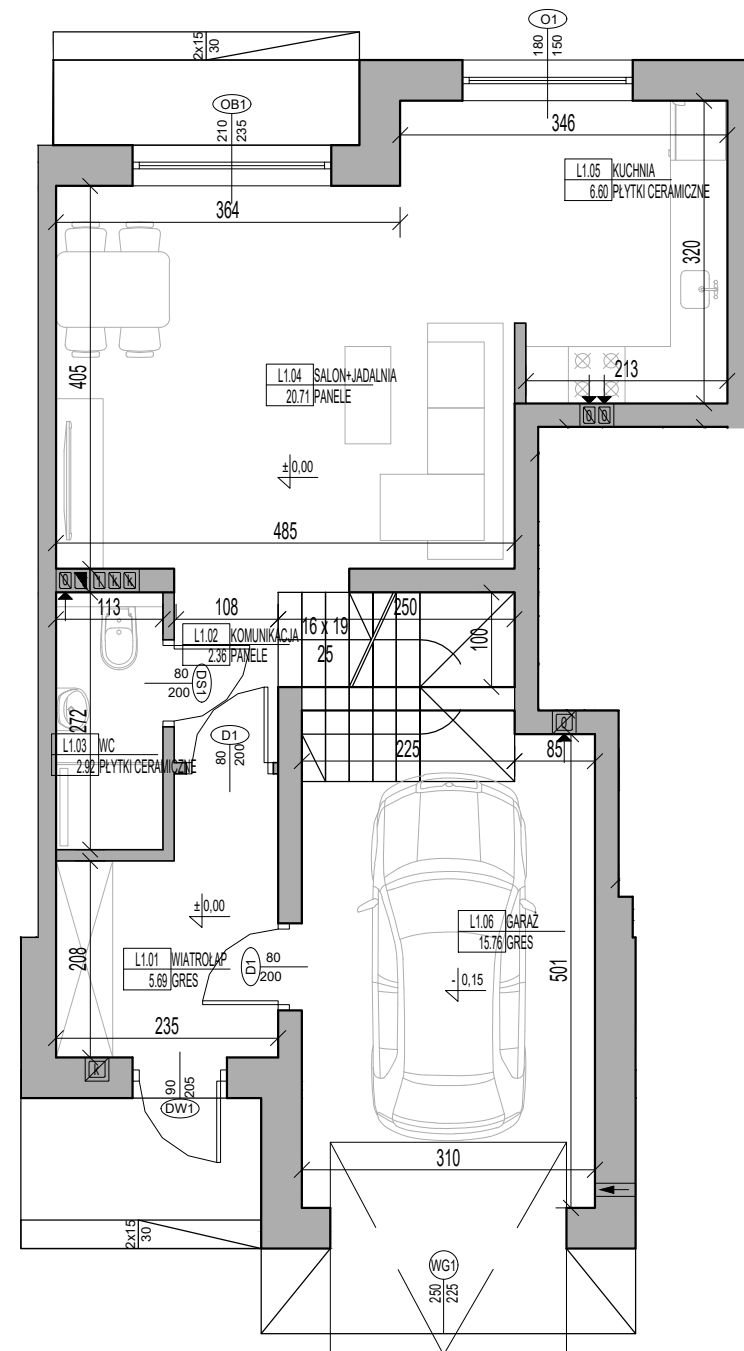 O1
180
150
2x15
30
OB1
210
235
346
L1.05 KUCHNIA
6.60 PŁYTKI CERAMICZNE
364
320
405
L1.04 SALON+JADALNIA
20.71 PANELE
213
±0,00
485
113
108
16 x 19
25
250
100
L1.02 KOMUNIKACJA
2.36 PANELE
80
200
DS1
272
D1
80
200
L1.03 WC
2.92 PŁYTKI CERAMICZNE
225
85
±0,00
208
L1.01 WIATROŁAP
5.69 GRES
D1
80
200
L1.06 GARAŻ
15.76 GRES
- 0,15
501
235
90
205
DW1
310
2x15
30
WG1
250
225